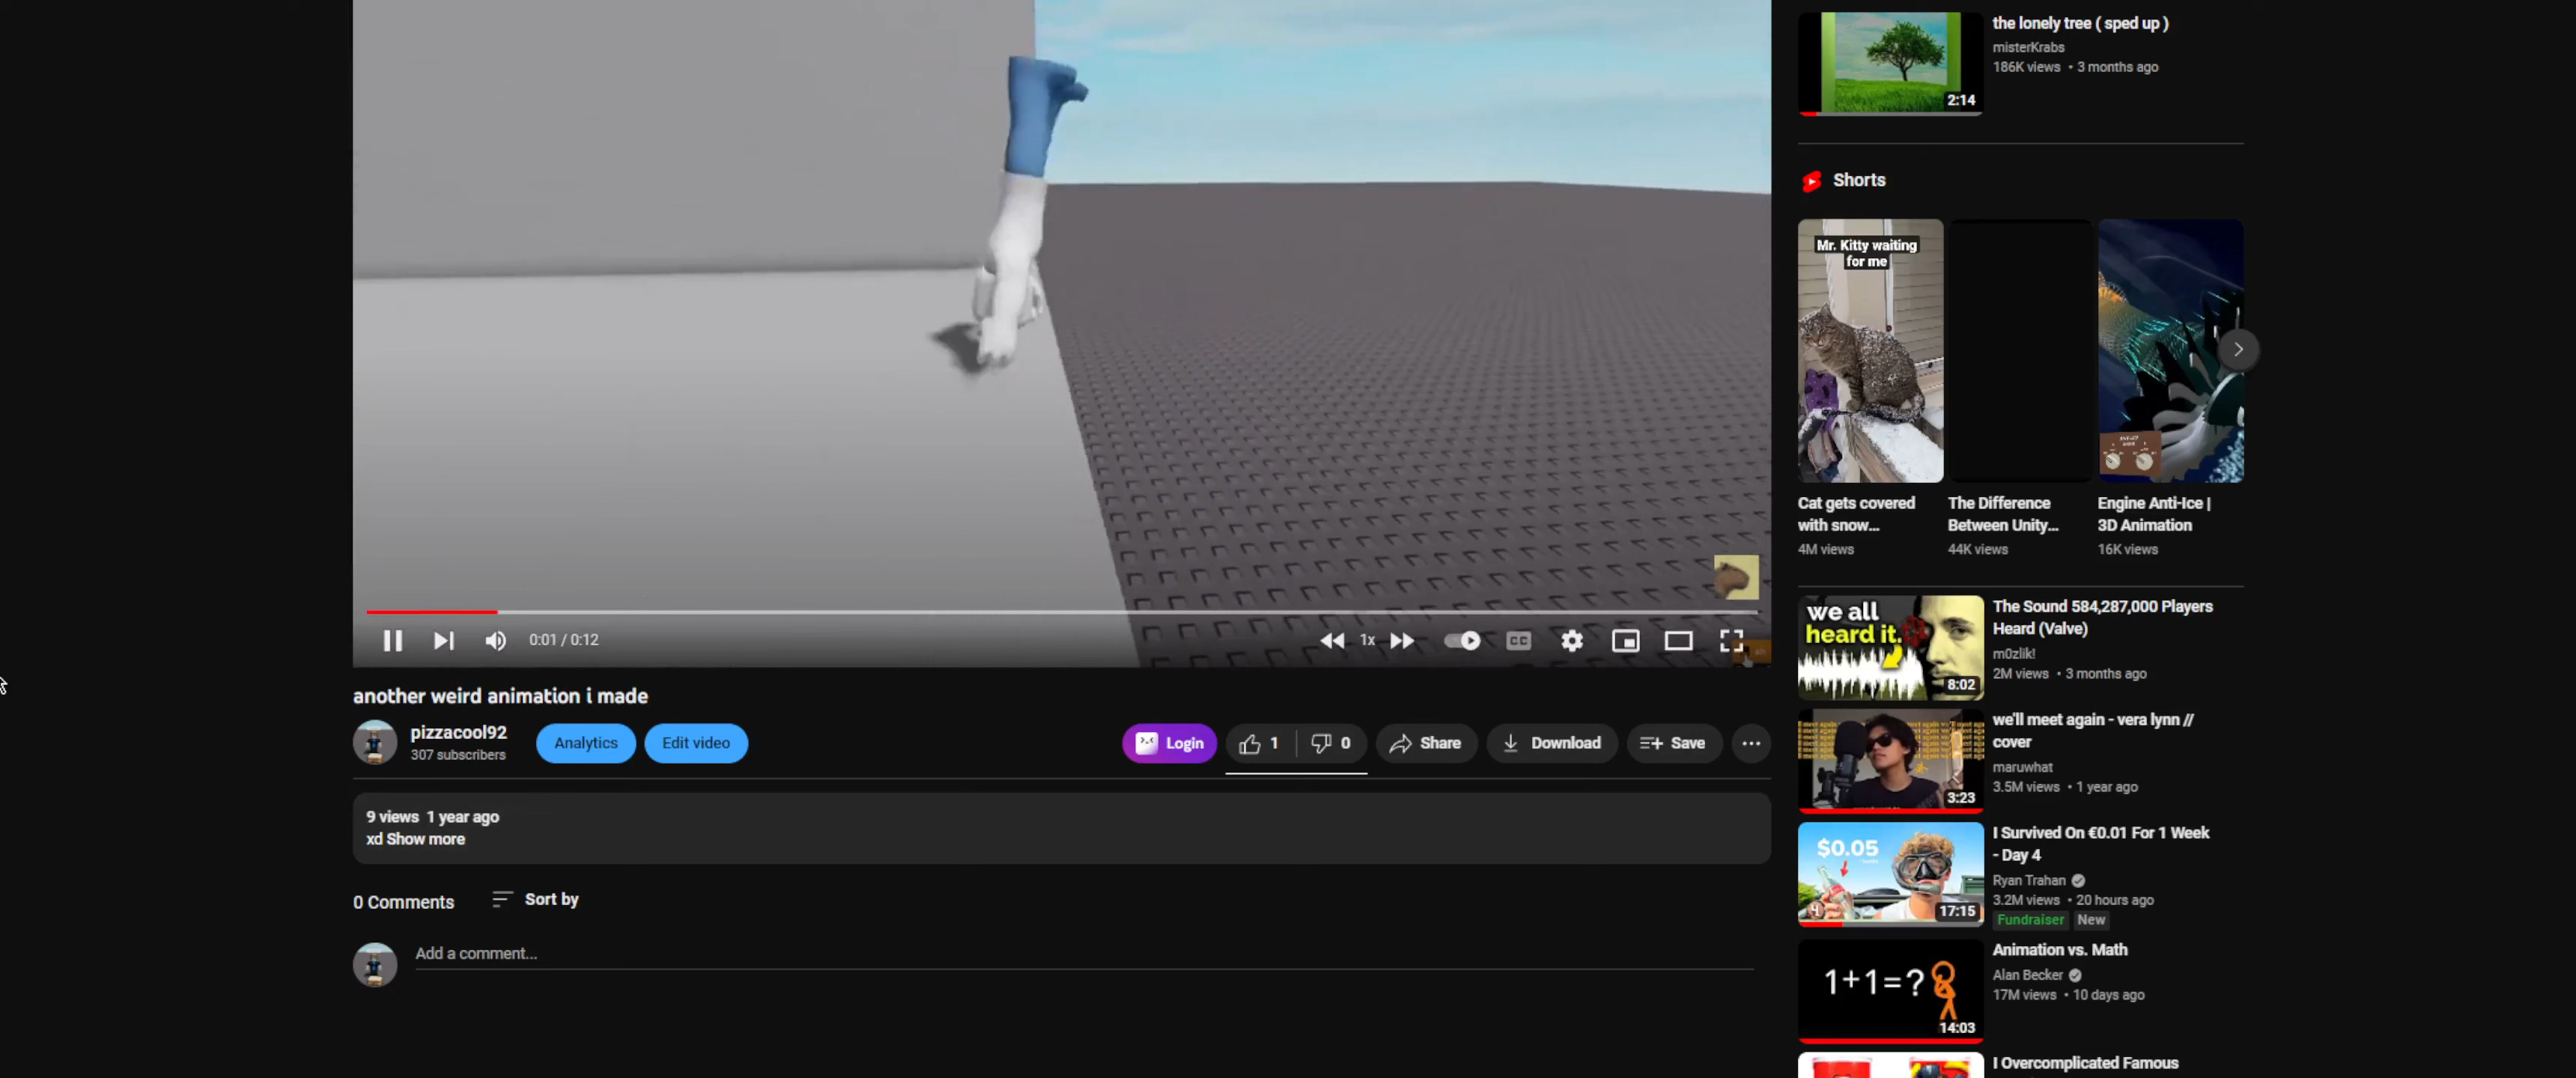 the lonely tree ( sped up )
misterKrabs
186K views • 3 months ago
2:14
Shorts
Mr. Kitty waiting
for me
Cat gets covered
with snow...
4M views
The Difference
Between Unity...
44K views
Engine Anti-Ice |
3D Animation
16K views
0:01 / 0:12
1x
CC
another weird animation i made
pizzacool92
307 subscribers
Analytics
Edit video
Login
1
0
Share
Download
Save
9 views 1 year ago
xd Show more
0 Comments
Sort by
Add a comment...
we all
heard it.
8:02
The Sound 584,287,000 Players
Heard (Valve)
m0zlik!
2M views • 3 months ago
3:23
we'll meet again - vera lynn //
cover
maruwhat
3.5M views • 1 year ago
$0.05
4
17:15
I Survived On €0.01 For 1 Week
- Day 4
Ryan Trahan
3.2M views • 20 hours ago
Fundraiser
New
1+1=?
14:03
Animation vs. Math
Alan Becker
17M views • 10 days ago
I Overcomplicated Famous